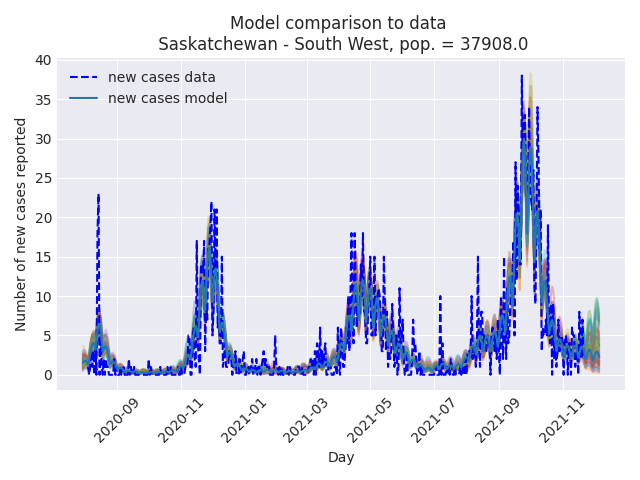 Model comparison to data
Saskatchewan - South West, pop. = 37908.0
new cases data
new cases model
Number of new cases reported
40
35
30
25
20
15
10
5
0
2020-09
2020-11
2021-01
2021-03
2021-05
2021-07
2021-09
2021-11
Day